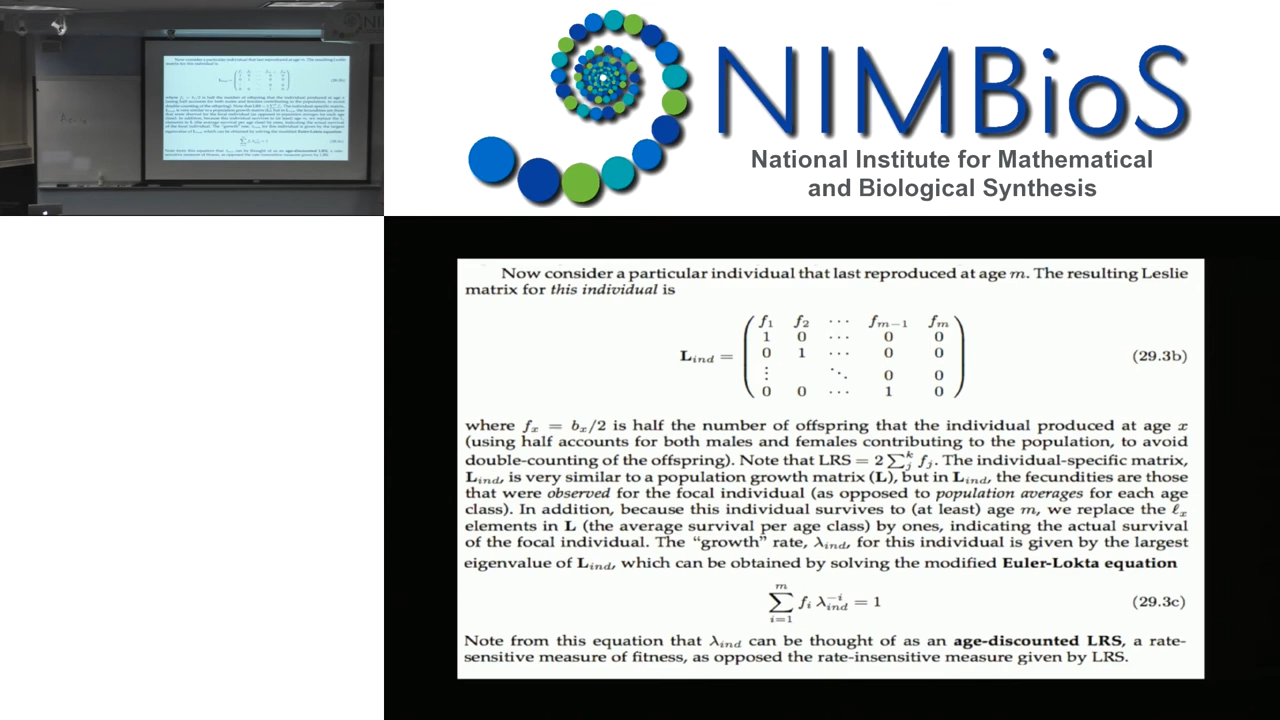 NIMBioS
National Institute for Mathematical
and Biological Synthesis
Now consider a particular individual that last reproduced at age m. The resulting Leslie
matrix for this individual is
L_ind = ( f_1 f_2 ⋯ f_{m−1} f_m
1 0 ⋯ 0 0
0 1 ⋯ 0 0
⋮ ⋱ 0 0
0 0 ⋯ 1 0 ) (29.3b)
where f_x = b_x/2 is half the number of offspring that the individual produced at age x
(using half accounts for both males and females contributing to the population, to avoid
double-counting of the offspring). Note that LRS = 2 ∑_j^k f_j. The individual-specific matrix,
L_ind, is very similar to a population growth matrix (L), but in L_ind, the fecundities are those
that were observed for the focal individual (as opposed to population averages for each age
class). In addition, because this individual survives to (at least) age m, we replace the ℓ_x
elements in L (the average survival per age class) by ones, indicating the actual survival
of the focal individual. The "growth" rate, λ_ind, for this individual is given by the largest
eigenvalue of L_ind, which can be obtained by solving the modified Euler-Lokta equation
∑_{i=1}^m f_i λ_ind^{−i} = 1 (29.3c)
Note from this equation that λ_ind can be thought of as an age-discounted LRS, a rate-
sensitive measure of fitness, as opposed the rate-insensitive measure given by LRS.